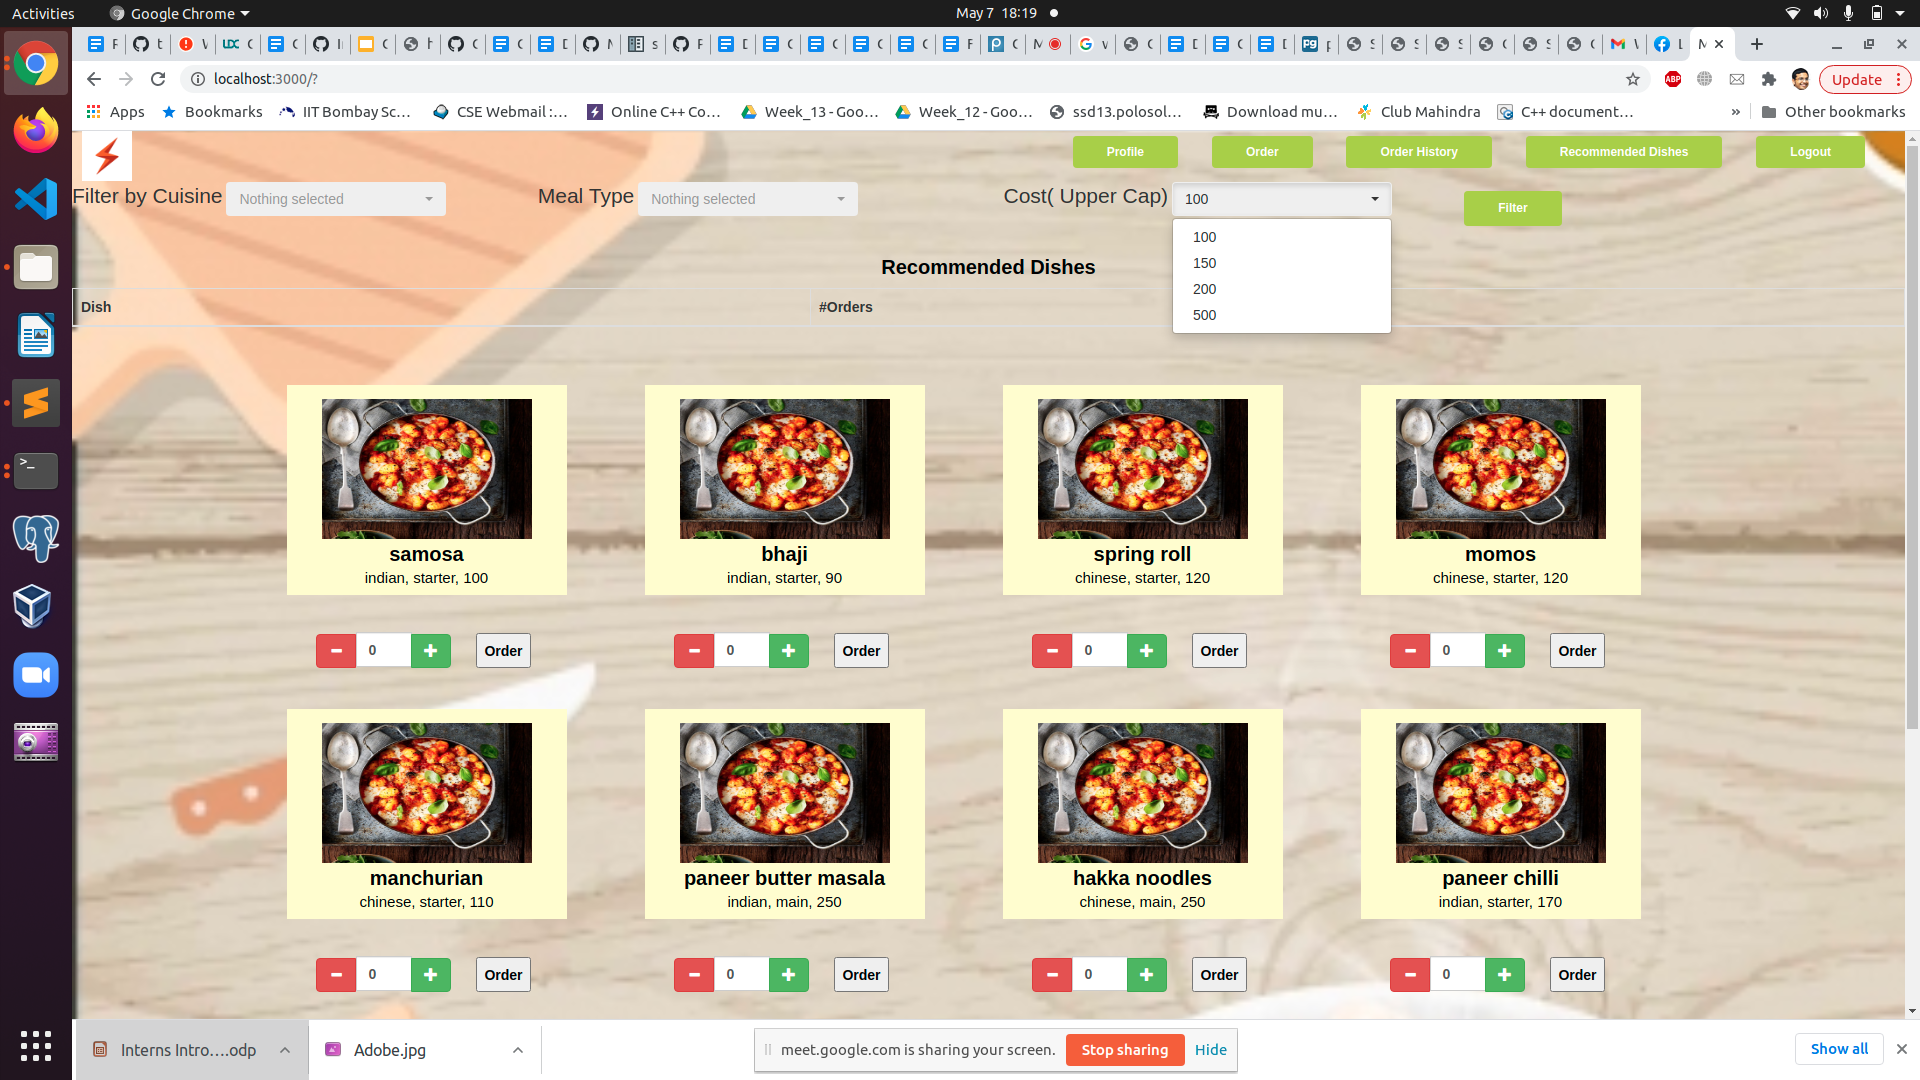 Activities
Google Chrome
May 7 18:19
localhost:3000/?
Update
Apps
Bookmarks
IIT Bombay Sc…
CSE Webmail :…
Online C++ Co…
Week_13 - Goo…
Week_12 - Goo…
ssd13.polosol…
Download mu…
Club Mahindra
C++ document…
»
Other bookmarks
Profile
Order
Order History
Recommended Dishes
Logout
Filter by Cuisine
Nothing selected
Meal Type
Nothing selected
Cost( Upper Cap)
100
Filter
100
150
200
500
Recommended Dishes
Dish
#Orders
samosa
indian, starter, 100
bhaji
indian, starter, 90
spring roll
chinese, starter, 120
momos
chinese, starter, 120
0
Order
0
Order
0
Order
0
Order
manchurian
chinese, starter, 110
paneer butter masala
indian, main, 250
hakka noodles
chinese, main, 250
paneer chilli
indian, starter, 170
0
Order
0
Order
0
Order
0
Order
Interns Intro….odp
Adobe.jpg
meet.google.com is sharing your screen.
Stop sharing
Hide
Show all